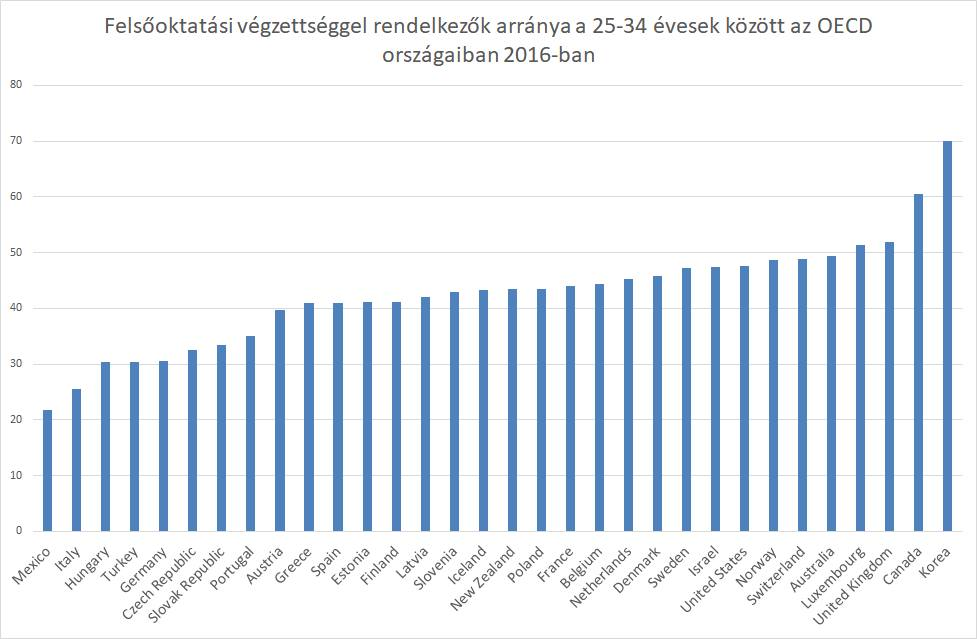 Felsőoktatási végzettséggel rendelkezők arránya a 25-34 évesek között az OECD
országaiban 2016-ban
80
70
60
50
40
30
20
10
0
Mexico
Italy
Hungary
Turkey
Germany
Czech Republic
Slovak Republic
Portugal
Austria
Greece
Spain
Estonia
Finland
Latvia
Slovenia
Iceland
New Zealand
Poland
France
Belgium
Netherlands
Denmark
Sweden
Israel
United States
Norway
Switzerland
Australia
Luxembourg
United Kingdom
Canada
Korea